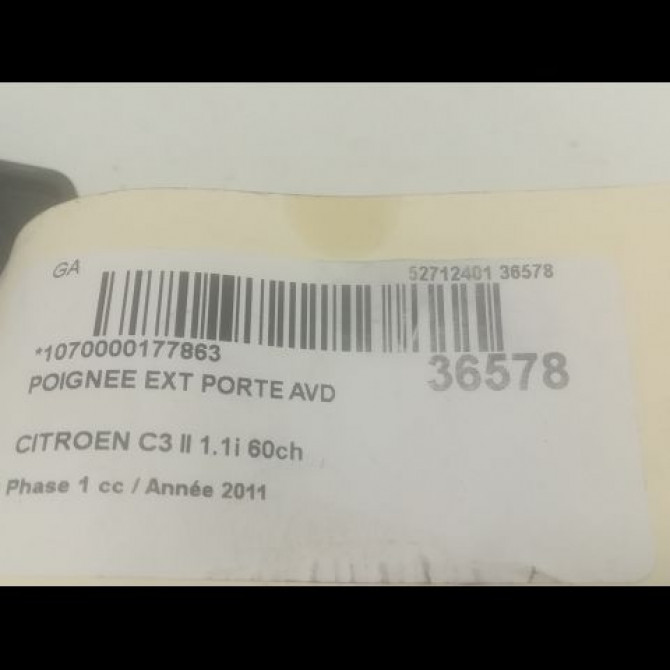 GA
52712401 36578
*1070000177863
36578
POIGNEE EXT PORTE AVD
CITROEN C3 II 1.1i 60ch
Phase 1 cc / Année 2011